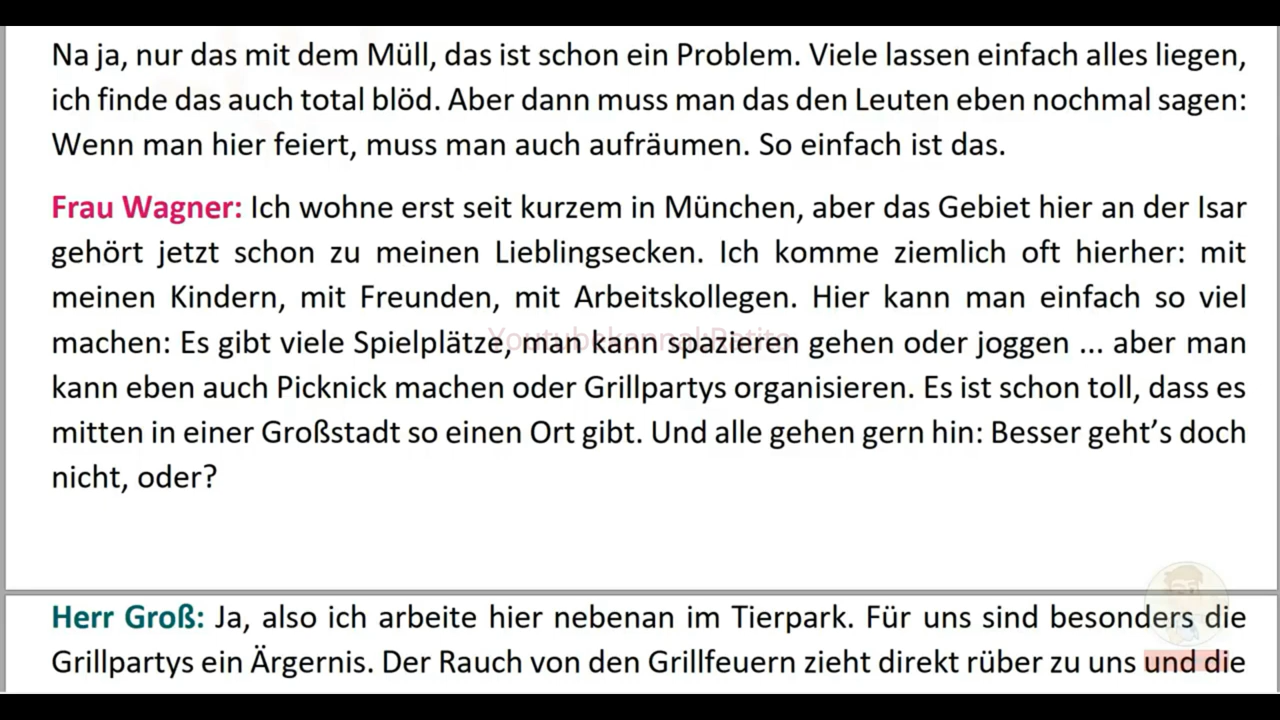 Na ja, nur das mit dem Müll, das ist schon ein Problem. Viele lassen einfach alles liegen,
ich finde das auch total blöd. Aber dann muss man das den Leuten eben nochmal sagen:
Wenn man hier feiert, muss man auch aufräumen. So einfach ist das.
Frau Wagner: Ich wohne erst seit kurzem in München, aber das Gebiet hier an der Isar
gehört jetzt schon zu meinen Lieblingsecken. Ich komme ziemlich oft hierher: mit
meinen Kindern, mit Freunden, mit Arbeitskollegen. Hier kann man einfach so viel
machen: Es gibt viele Spielplätze, man kann spazieren gehen oder joggen ... aber man
kann eben auch Picknick machen oder Grillpartys organisieren. Es ist schon toll, dass es
mitten in einer Großstadt so einen Ort gibt. Und alle gehen gern hin: Besser geht’s doch
nicht, oder?
Herr Groß: Ja, also ich arbeite hier nebenan im Tierpark. Für uns sind besonders die
Grillpartys ein Ärgernis. Der Rauch von den Grillfeuern zieht direkt rüber zu uns und die